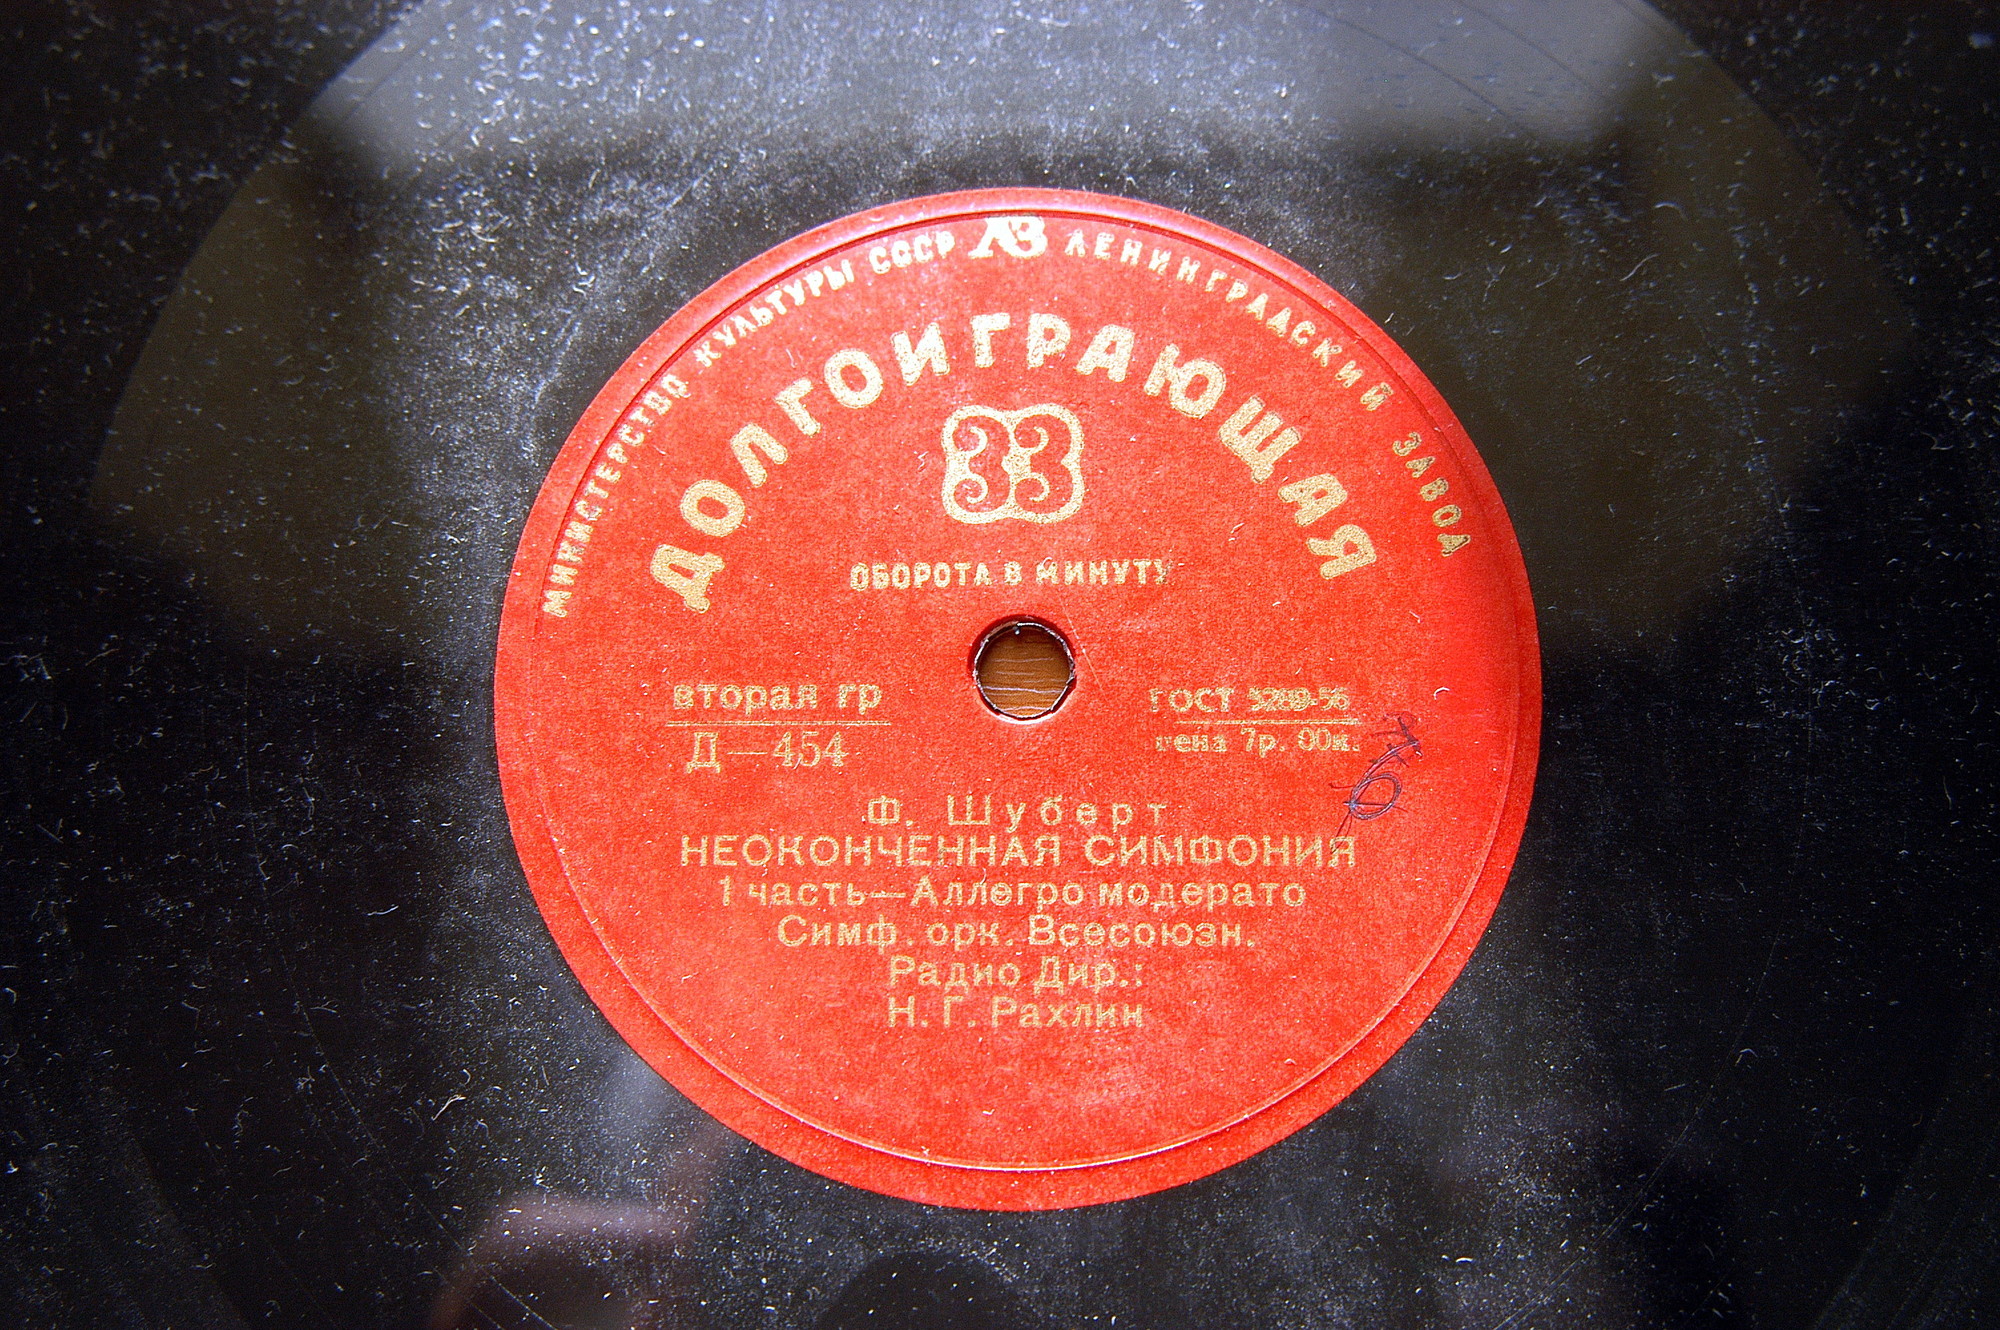 МИНИСТЕРСТВО КУЛЬТУРЫ СССР ЛЗ ЛЕНИНГРАДСКИЙ ЗАВОД
ДОЛГОИГРАЮЩАЯ
33
ОБОРОТА В МИНУТУ
вторая гр
Д—454
ГОСТ 5289-56
цена 7р. 00к.
Ф. Шуберт
НЕОКОНЧЕННАЯ СИМФОНИЯ
1 часть—Аллегро модерато
Симф. орк. Всесоюзн.
Радио Дир.:
Н. Г. Рахлин